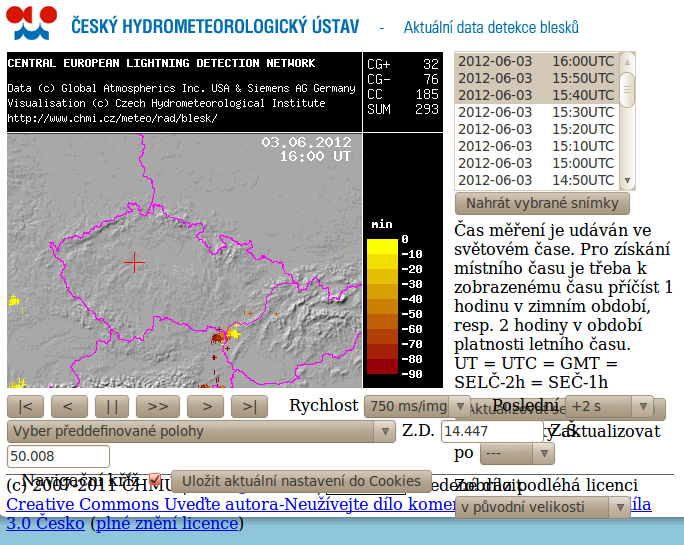 ČESKÝ HYDROMETEOROLOGICKÝ ÚSTAV - Aktuální data detekce blesků
CENTRAL EUROPEAN LIGHTNING DETECTION NETWORK
Data (c) Global Atmospherics Inc. USA & Siemens AG Germany
Visualisation (c) Czech Hydrometeorological Institute
http://www.chmi.cz/meteo/rad/blesk/
CG+ 32
CG- 76
CC 185
SUM 293
03.06.2012
16:00 UT
min
0
-10
-20
-30
-40
-50
-60
-70
-80
-90
2012-06-03 16:00UTC
2012-06-03 15:50UTC
2012-06-03 15:40UTC
2012-06-03 15:30UTC
2012-06-03 15:20UTC
2012-06-03 15:10UTC
2012-06-03 15:00UTC
2012-06-03 14:50UTC
Nahrát vybrané snímky
Čas měření je udáván ve
světovém čase. Pro získání
místního času je třeba k
zobrazenému času příčíst 1
hodinu v zimním období,
resp. 2 hodiny v období
platnosti letního času.
UT = UTC = GMT =
SELČ-2h = SEČ-1h
|< < || >> > >| Rychlost 750 ms/img Poslední +2 s
Aktualizovat
Vyber předdefinované polohy Z.D. 14.447 Z.Š.
aktualizovat
50.008
po ---
Navigační kříž Uložit aktuální nastavení do Cookies
Zobrazit
(c) 2007-2011 ČHMÚ podléhá licenci
Creative Commons Uveďte autora-Neužívejte dílo
v původní velikosti
3.0 Česko (plné znění licence)